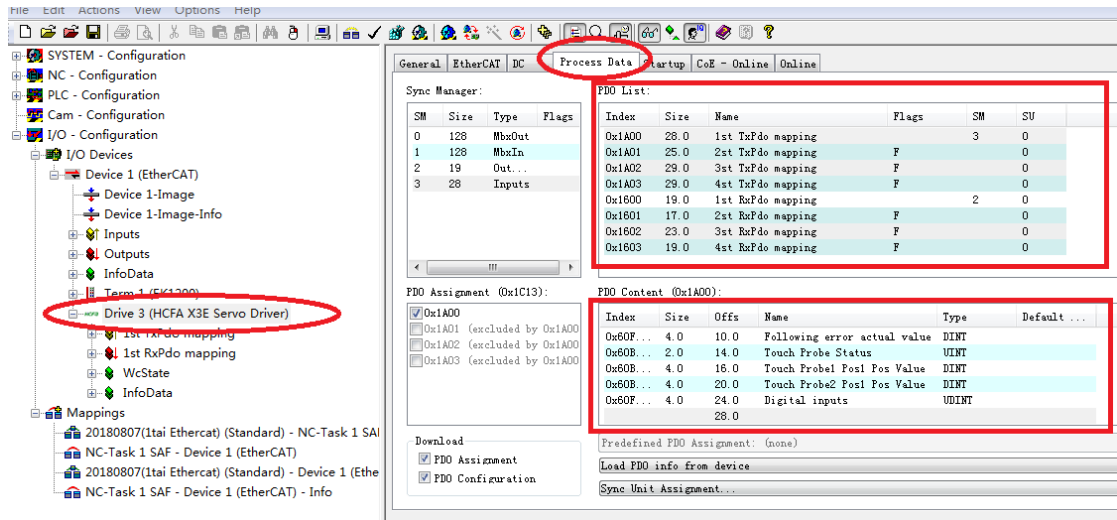 File Edit Actions View Options Help
SYSTEM - Configuration
NC - Configuration
PLC - Configuration
Cam - Configuration
I/O - Configuration
I/O Devices
Device 1 (EtherCAT)
Device 1-Image
Device 1-Image-Info
Inputs
Outputs
InfoData
Term 1 (EK1200)
Drive 3 (HCFA X3E Servo Driver)
1st TxPdo mapping
1st RxPdo mapping
WcState
InfoData
Mappings
20180807(1tai Ethercat) (Standard) - NC-Task 1 SAI
NC-Task 1 SAF - Device 1 (EtherCAT)
20180807(1tai Ethercat) (Standard) - Device 1 (Ethe
NC-Task 1 SAF - Device 1 (EtherCAT) - Info
General EtherCAT DC Process Data Startup CoE - Online Online
Sync Manager:
SM Size Type Flags
0 128 MbxOut
1 128 MbxIn
2 19 Out...
3 28 Inputs
PDO List:
Index Size Name Flags SM SU
0x1A00 28.0 1st TxPdo mapping 3 0
0x1A01 25.0 2st TxPdo mapping F 0
0x1A02 29.0 3st TxPdo mapping F 0
0x1A03 29.0 4st TxPdo mapping F 0
0x1600 19.0 1st RxPdo mapping 2 0
0x1601 17.0 2st RxPdo mapping F 0
0x1602 23.0 3st RxPdo mapping F 0
0x1603 19.0 4st RxPdo mapping F 0
PDO Assignment (0x1C13):
0x1A00
0x1A01 (excluded by 0x1A00
0x1A02 (excluded by 0x1A00
0x1A03 (excluded by 0x1A00
PDO Content (0x1A00):
Index Size Offs Name Type Default ...
0x60F... 4.0 10.0 Following error actual value DINT
0x60B... 2.0 14.0 Touch Probe Status UINT
0x60B... 4.0 16.0 Touch Probe1 Pos1 Pos Value DINT
0x60B... 4.0 20.0 Touch Probe2 Pos1 Pos Value DINT
0x60F... 4.0 24.0 Digital inputs UDINT
28.0
Download
PDO Assignment
PDO Configuration
Predefined PDO Assignment: (none)
Load PDO info from device
Sync Unit Assignment...